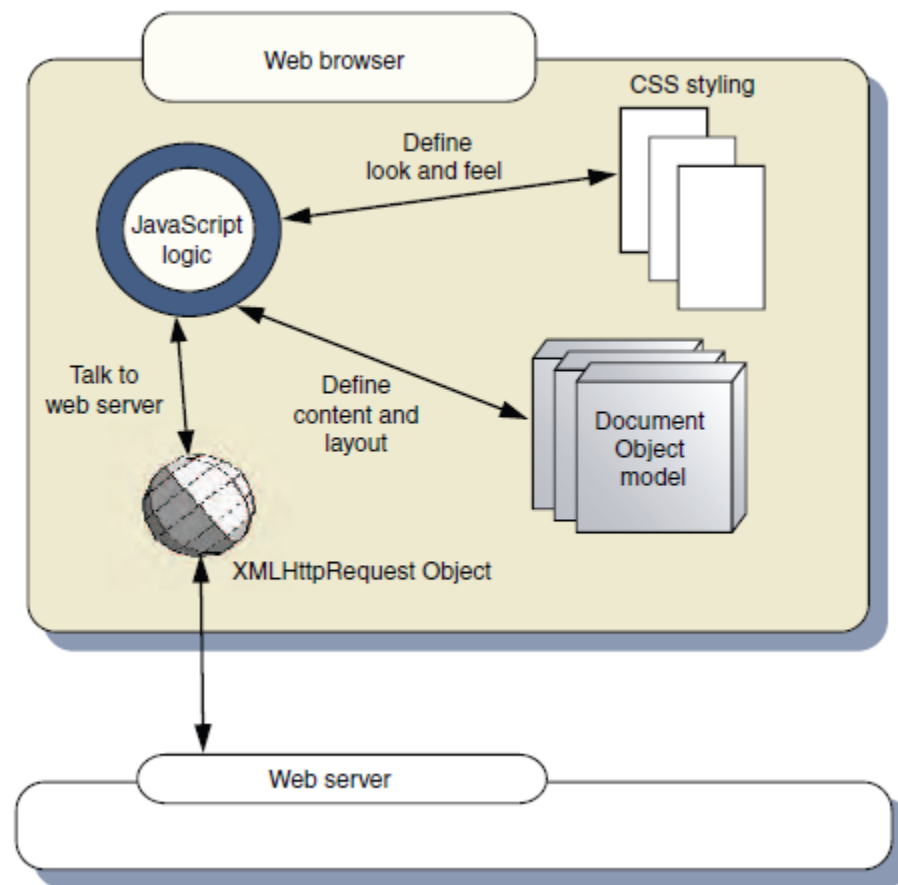 Web browser
CSS styling
Define
look and feel
JavaScript
logic
Talk to
web server
Define
content and
layout
Document
Object
model
XMLHttpRequest Object
Web server